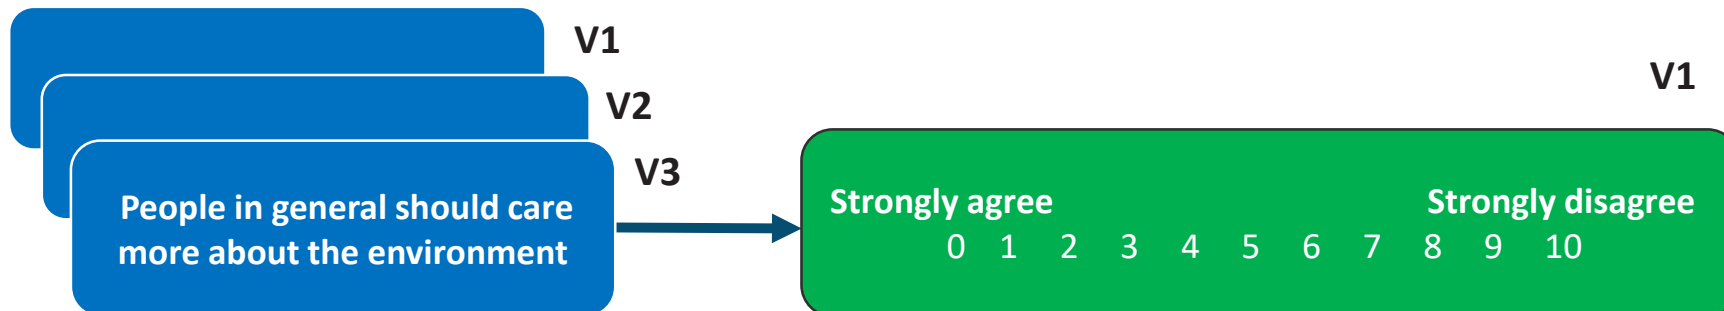 V1
V2
V3
People in general should care
more about the environment
V1
Strongly agree Strongly disagree
0 1 2 3 4 5 6 7 8 9 10